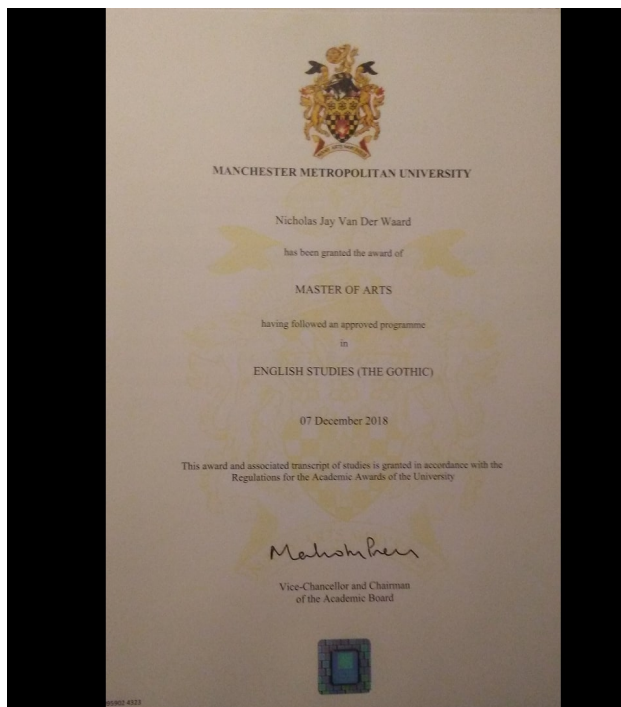 MANCHESTER METROPOLITAN UNIVERSITY
Nicholas Jay Van Der Waard
has been granted the award of
MASTER OF ARTS
having followed an approved programme
in
ENGLISH STUDIES (THE GOTHIC)
07 December 2018
This award and associated transcript of studies is granted in accordance with the
Regulations for the Academic Awards of the University
Vice-Chancellor and Chairman
of the Academic Board